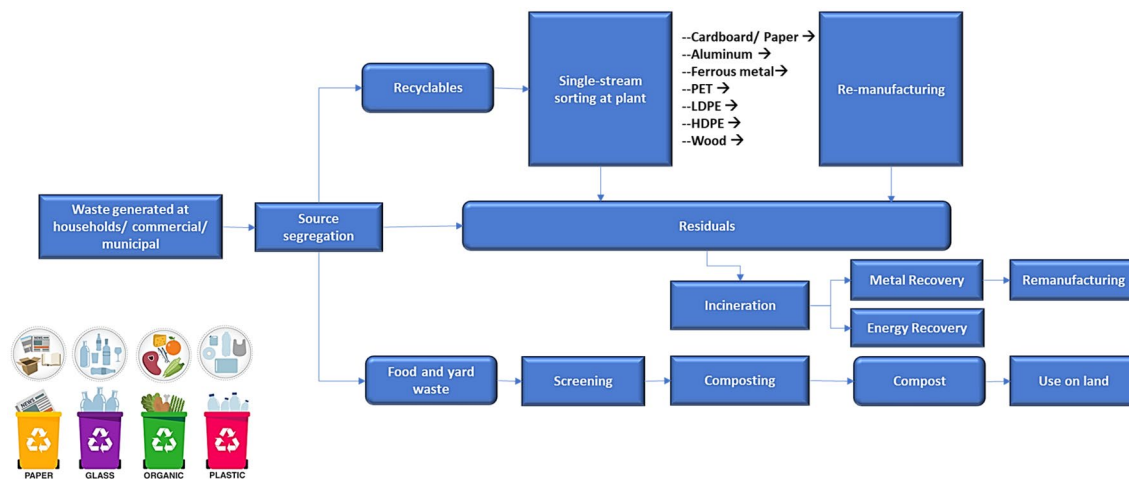 Recyclables
Single-stream
sorting at plant
--Cardboard/ Paper →
--Aluminum →
--Ferrous metal→
--PET →
--LDPE →
--HDPE →
--Wood →
Re-manufacturing
Waste generated at
households/ commercial/
municipal
Source
segregation
Residuals
Incineration
Metal Recovery
Remanufacturing
Energy Recovery
Food and yard
waste
Screening
Composting
Compost
Use on land
NEWS
PAPER
GLASS
ORGANIC
PLASTIC